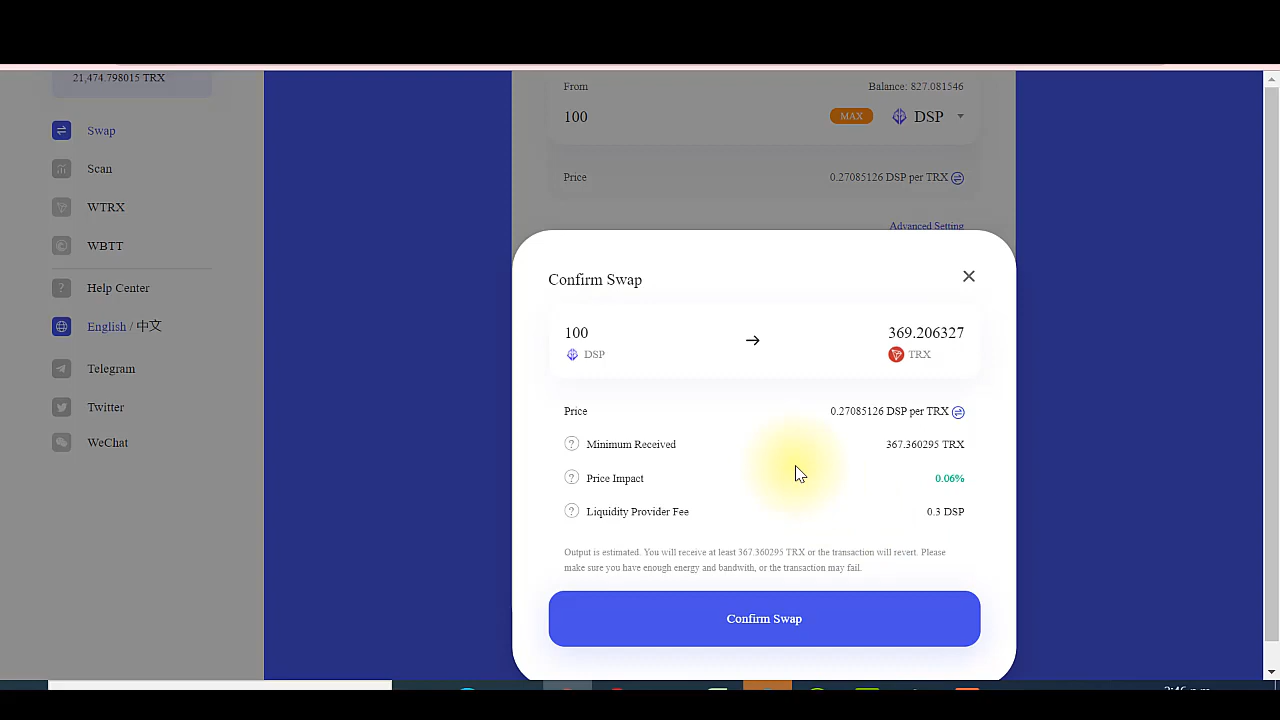 21,474.798015 TRX
Swap
Scan
WTRX
WBTT
Help Center
English / 中文
Telegram
Twitter
WeChat
From
Balance: 827.081546
100
MAX
DSP
Price
0.27085126 DSP per TRX
Advanced Setting
Confirm Swap
100
369.206327
DSP
TRX
Price
0.27085126 DSP per TRX
Minimum Received
367.360295 TRX
Price Impact
0.06%
Liquidity Provider Fee
0.3 DSP
Output is estimated. You will receive at least 367.360295 TRX or the transaction will revert. Please
make sure you have enough energy and bandwith, or the transaction may fail.
Confirm Swap